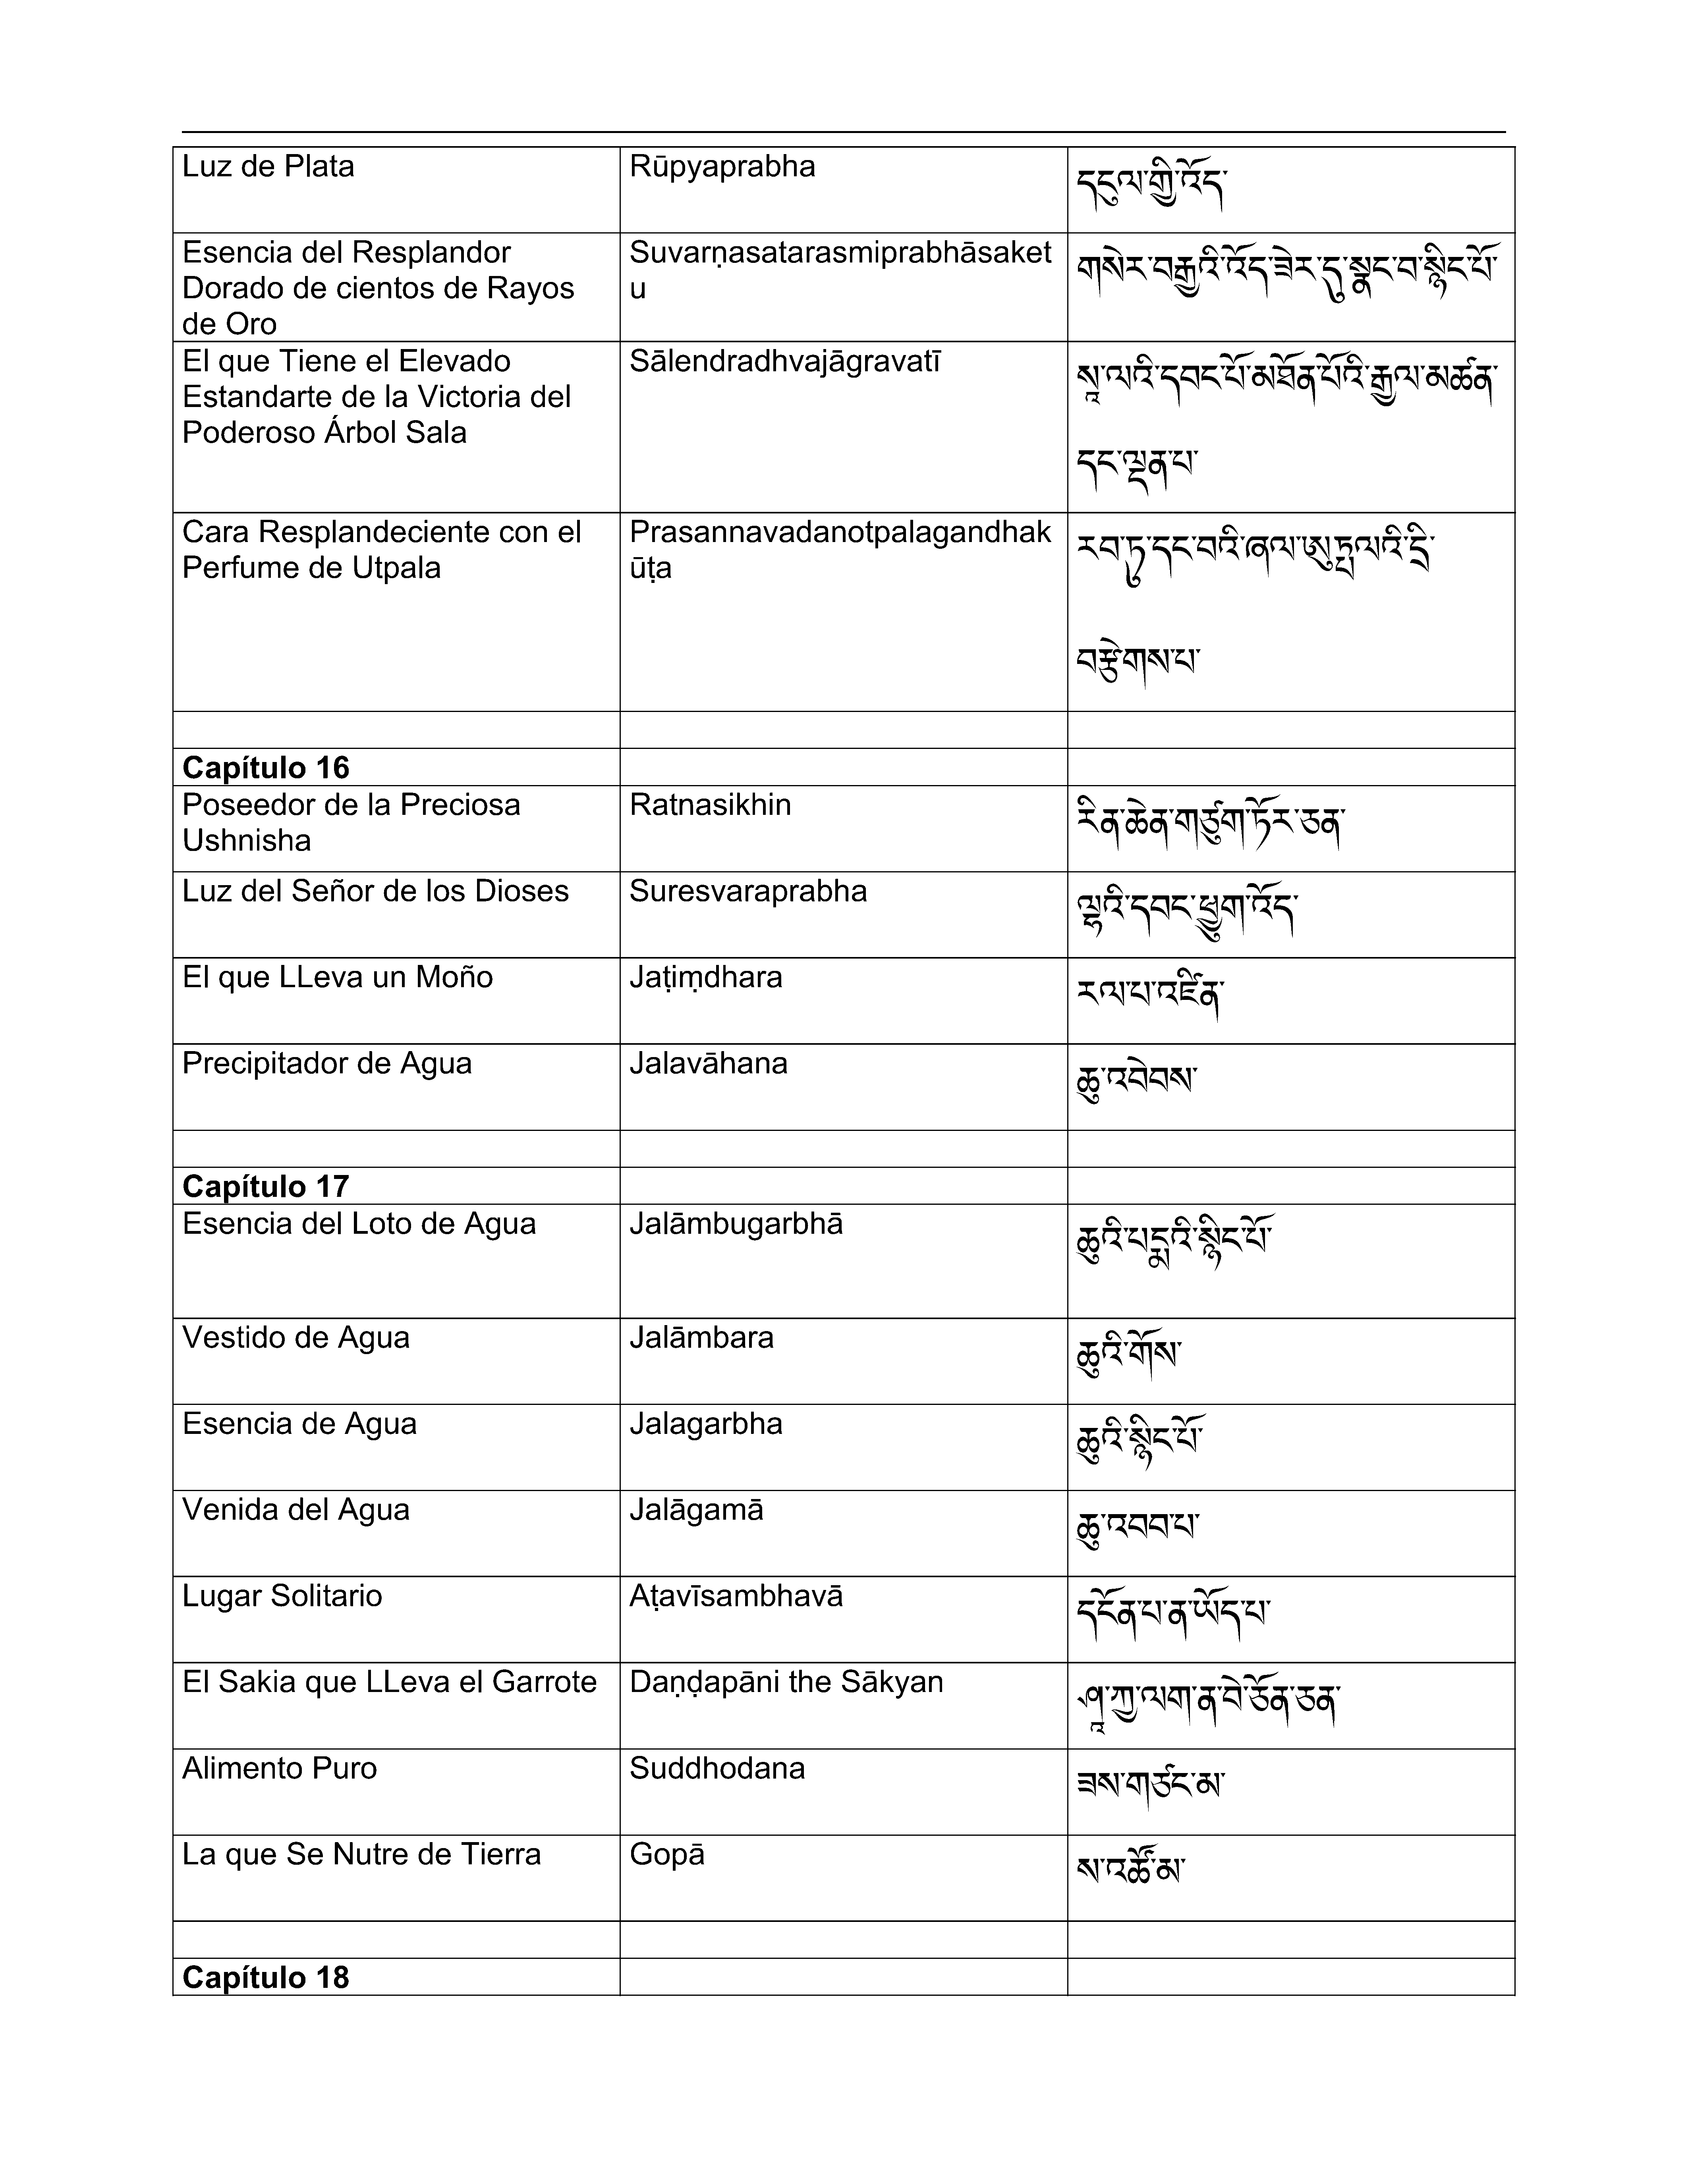 Luz de Plata Rūpyaprabha དངུལ་གྱི་འོད་
Esencia del Resplandor Suvarṇasatarasmiprabhāsaket གསེར་བརྒྱའི་འོད་ཟེར་དུ་སྣང་བ་སྙིང་པོ་
Dorado de cientos de Rayos u
de Oro
El que Tiene el Elevado Sālendradhvajāgravatī སཱ་ལའི་དབང་པོ་མཐོན་པོའི་རྒྱལ་མཚན་
Estandarte de la Victoria del
Poderoso Árbol Sala
དང་ལྡན་པ་
Cara Resplandeciente con el Prasannavadanotpalagandhak རབ་ཏུ་དང་བའི་ཞལ་ཨུཏྤལའི་དྲི་
Perfume de Utpala ūṭa
བརྩེགས་པ་
Capítulo 16
Poseedor de la Preciosa Ratnasikhin རིན་ཆེན་གཙུག་ཏོར་ཅན་
Ushnisha
Luz del Señor de los Dioses Suresvaraprabha ལྷའི་དབང་ཕྱུག་འོད་
El que LLeva un Moño Jaṭiṃdhara རལ་པ་འཛིན་
Precipitador de Agua Jalavāhana ཆུ་འབེབས་
Capítulo 17
Esencia del Loto de Agua Jalāmbugarbhā ཆུའི་པདྨའི་སྙིང་པོ་
Vestido de Agua Jalāmbara ཆུའི་གོས་
Esencia de Agua Jalagarbha ཆུའི་སྙིང་པོ་
Venida del Agua Jalāgamā ཆུ་འབབ་པ་
Lugar Solitario Aṭavīsambhavā དངོན་པ་ན་ཡོད་པ་
El Sakia que LLeva el Garrote Daṇḍapāni the Sākyan ཤཱ་ཀྱ་ལག་ན་བེ་ཅོན་ཅན་
Alimento Puro Suddhodana ཟས་གཙང་མ་
La que Se Nutre de Tierra Gopā ས་འཚོ་མ་
Capítulo 18